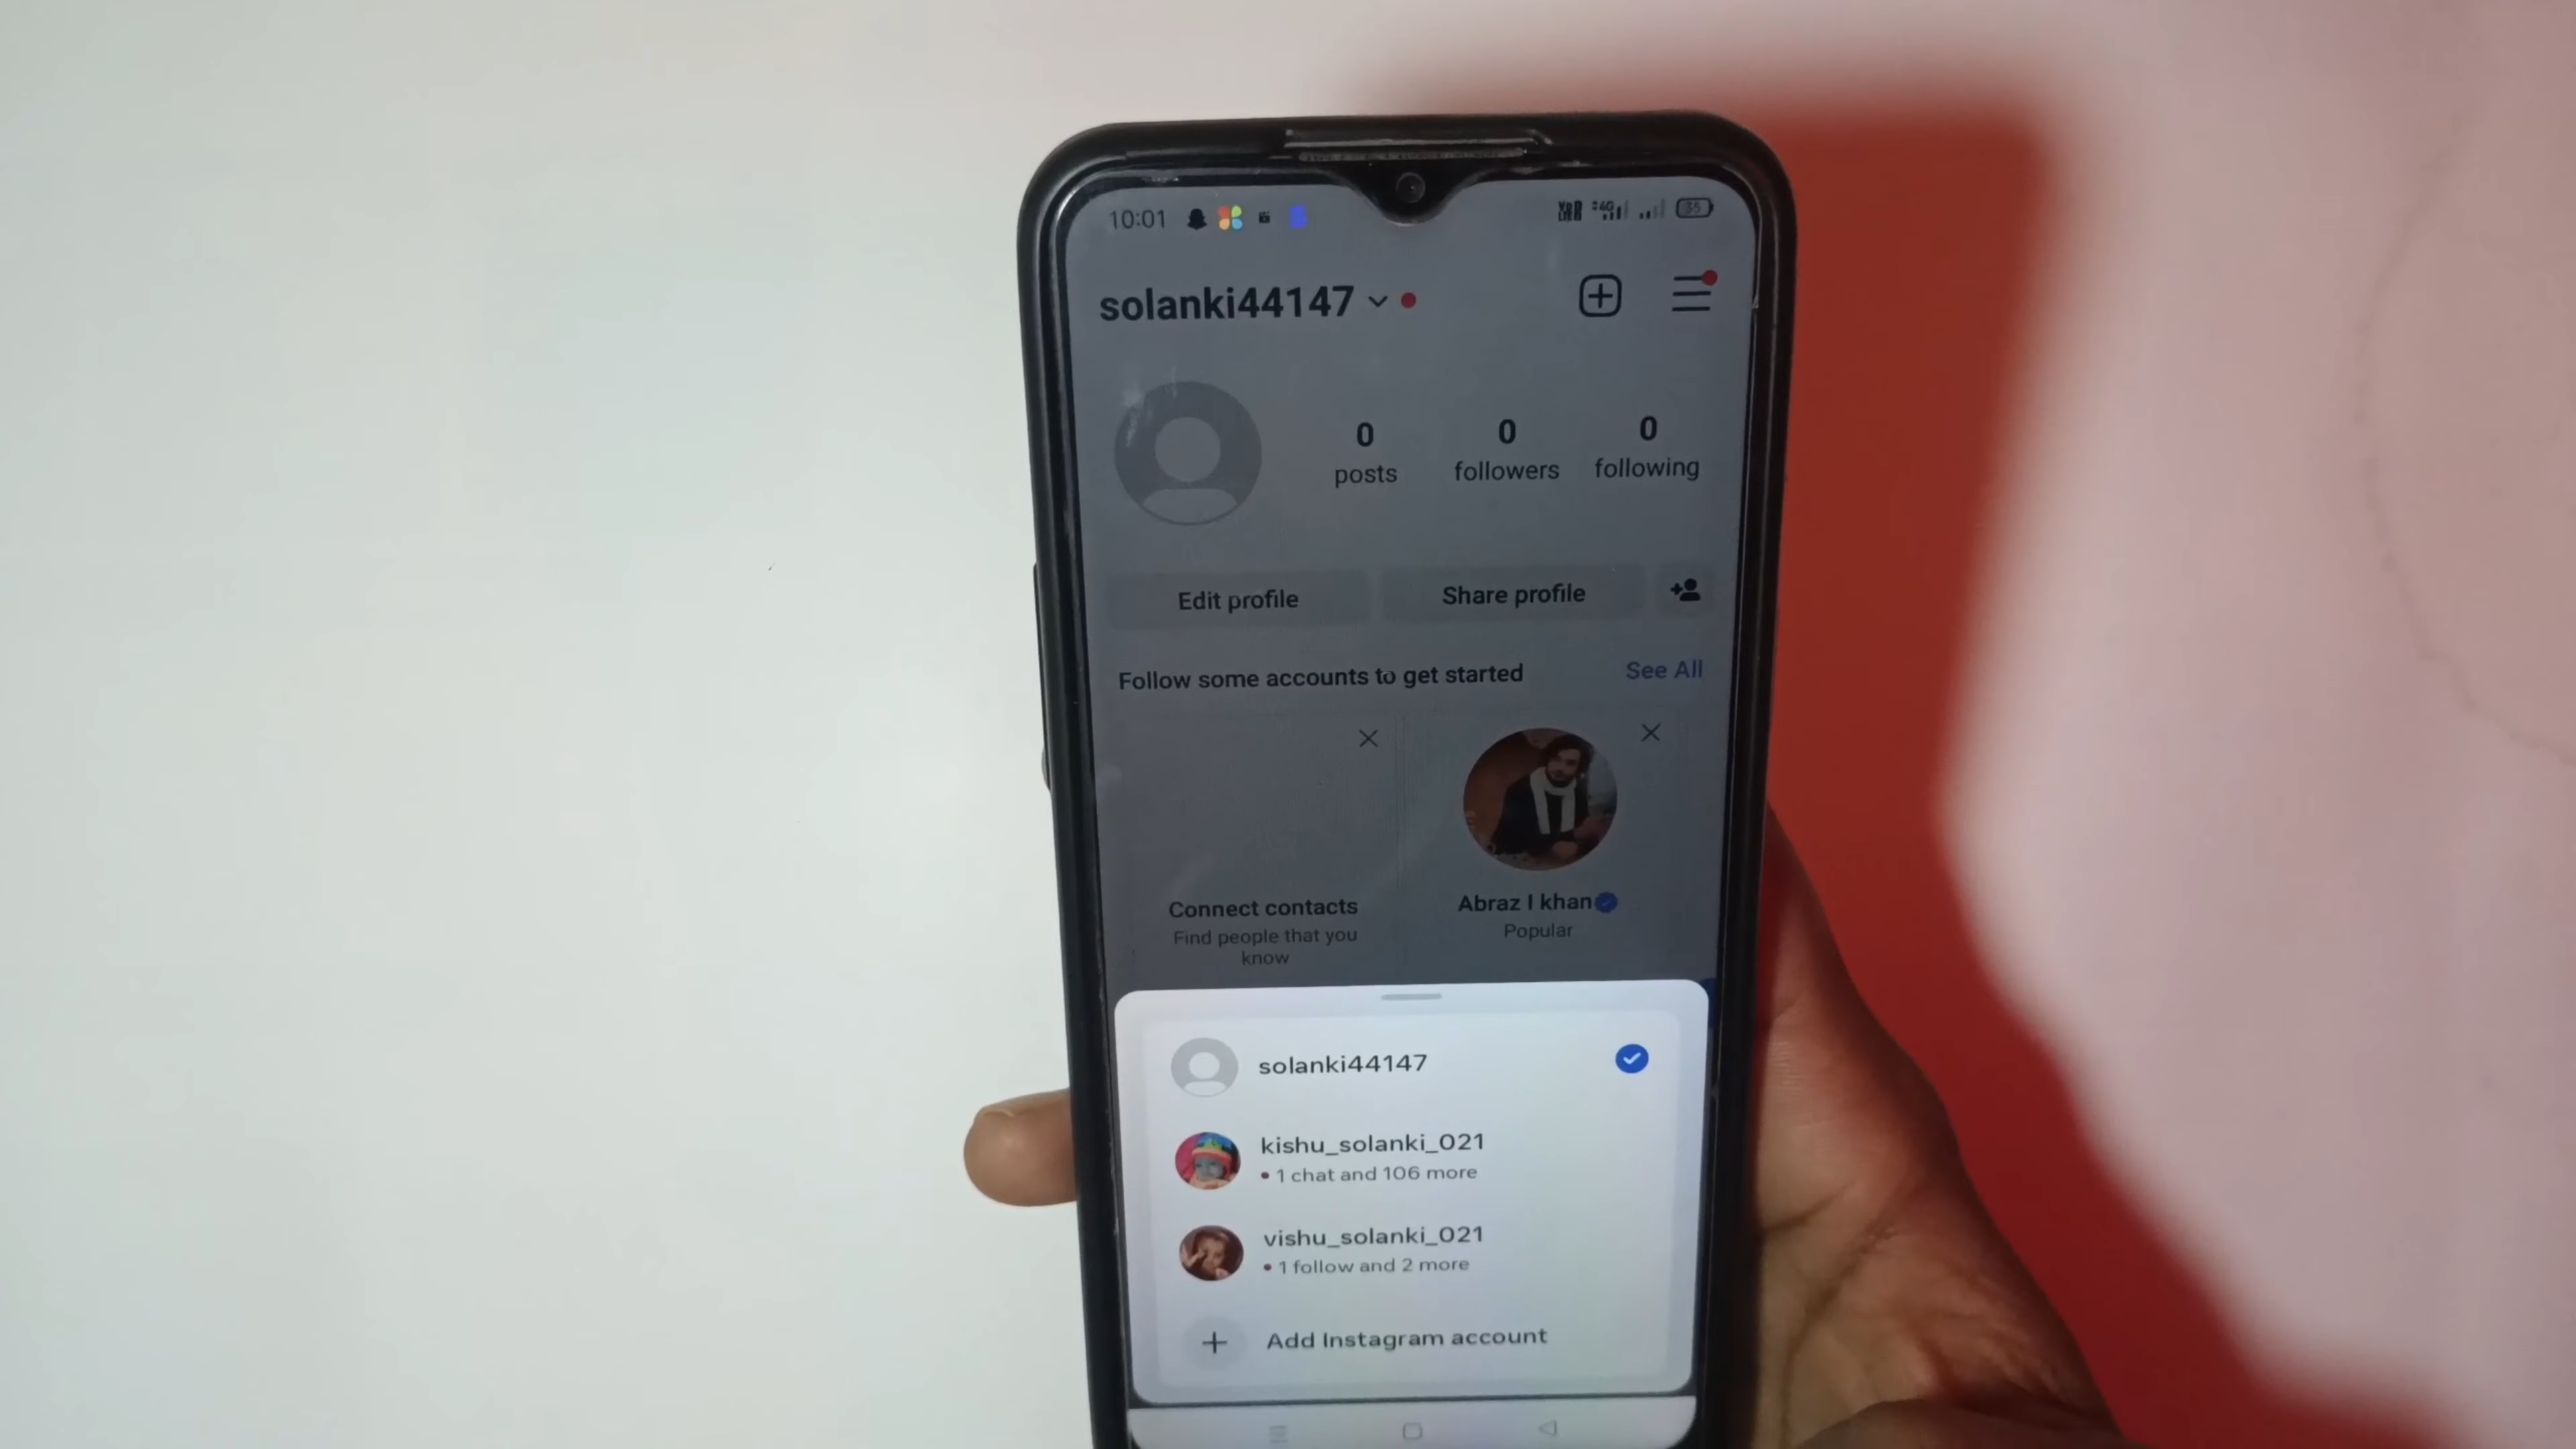 10:01
4G 35
solanki44147
0 0 0
posts followers following
Edit profile Share profile
Follow some accounts to get started See All
Connect contacts
Find people that you
know
Abraz I khan
Popular
solanki44147
kishu_solanki_021
• 1 chat and 106 more
vishu_solanki_021
• 1 follow and 2 more
+ Add Instagram account